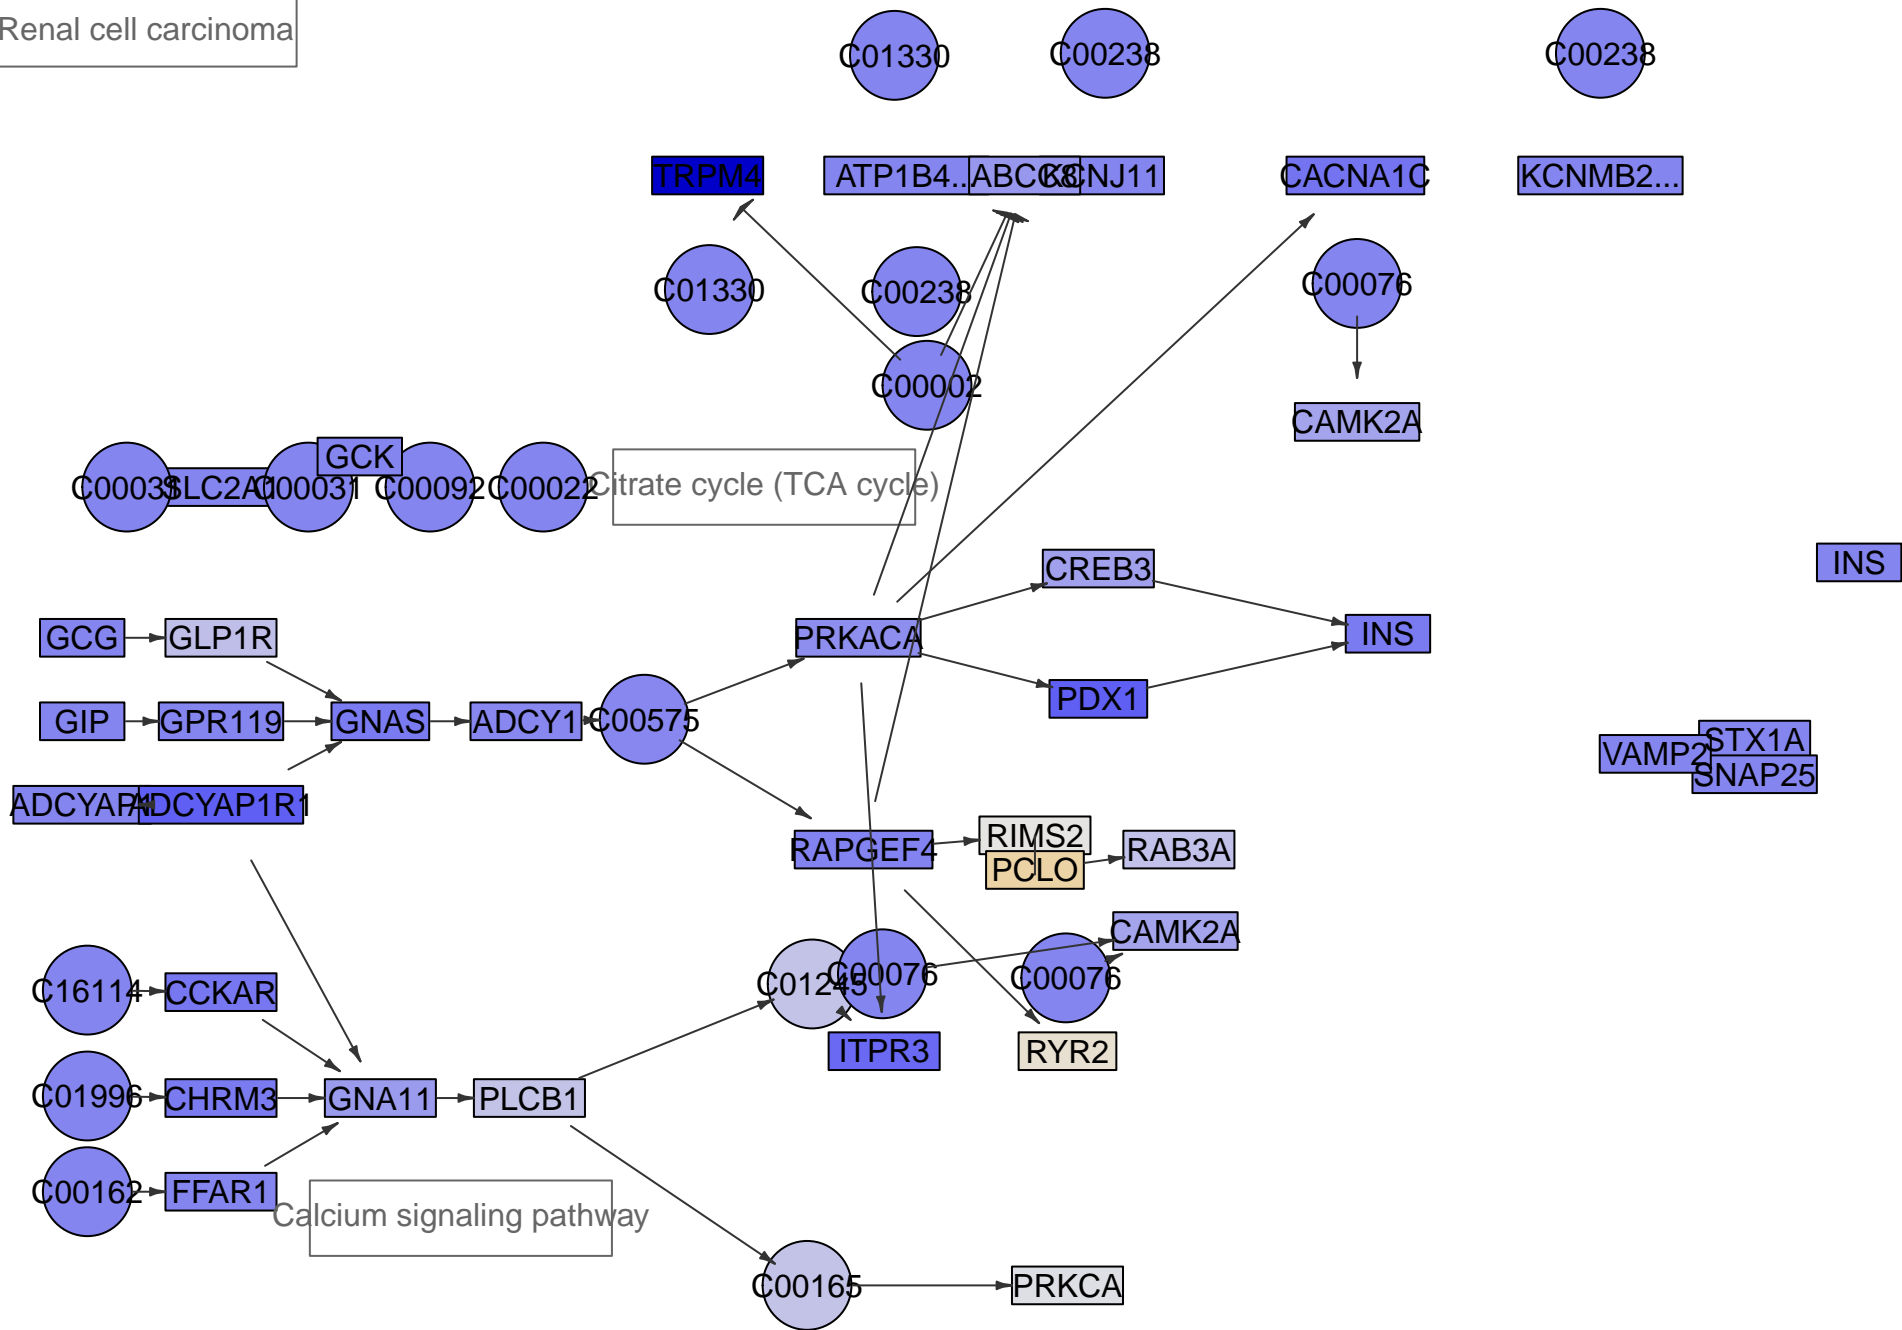 Renal cell carcinoma
C01330
C00238
C00238
TRPM4
ATP1B4...
ABCC8
KCNJ11
CACNA1C
KCNMB2...
C01330
C00238
C00076
C00002
CAMK2A
GCK
C00031
SLC2A1
C00031
C00092
C00022
Citrate cycle (TCA cycle)
CREB3
INS
GCG
GLP1R
PRKACA
INS
GIP
GPR119
GNAS
ADCY1
C00575
PDX1
STX1A
VAMP2
SNAP25
ADCYAP1
ADCYAP1R1
RAPGEF4
RIMS2
PCLO
RAB3A
CAMK2A
C16114
CCKAR
C01245
C00076
C00076
ITPR3
RYR2
C01996
CHRM3
GNA11
PLCB1
C00162
FFAR1
Calcium signaling pathway
C00165
PRKCA